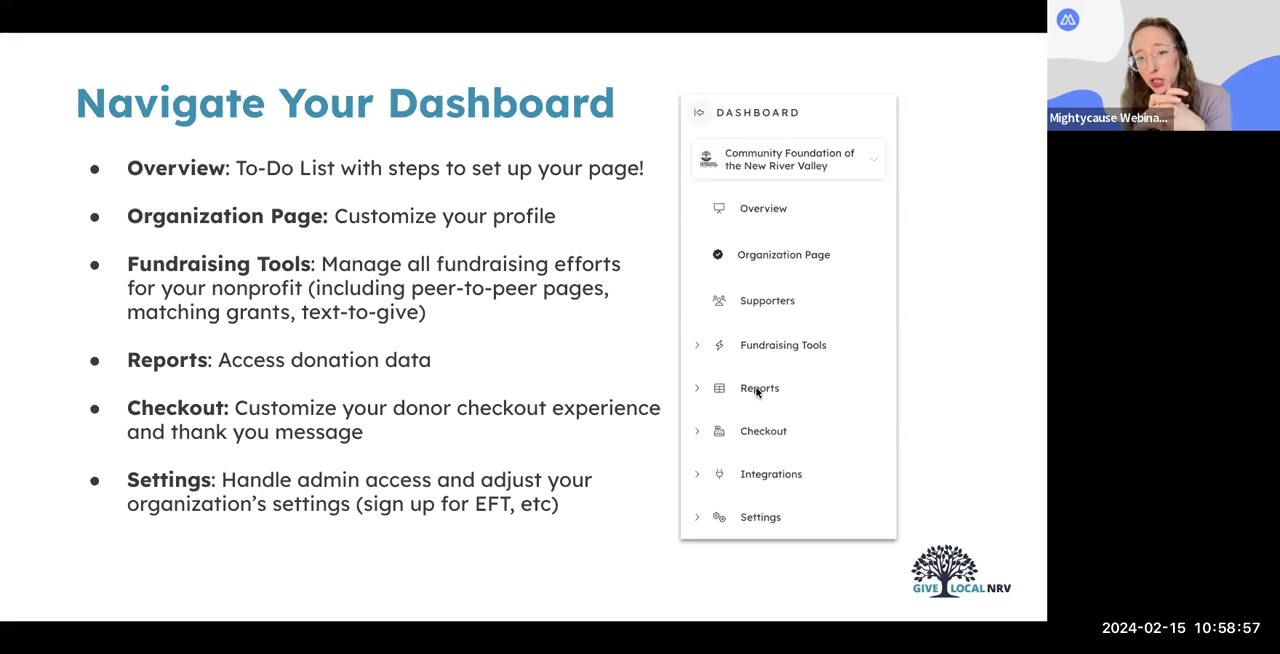 Navigate Your Dashboard
● Overview: To-Do List with steps to set up your page!
● Organization Page: Customize your profile
● Fundraising Tools: Manage all fundraising efforts
for your nonprofit (including peer-to-peer pages,
matching grants, text-to-give)
● Reports: Access donation data
● Checkout: Customize your donor checkout experience
and thank you message
● Settings: Handle admin access and adjust your
organization’s settings (sign up for EFT, etc)
DASHBOARD
Community Foundation of
the New River Valley
Overview
Organization Page
Supporters
Fundraising Tools
Reports
Checkout
Integrations
Settings
GIVE LOCAL NRV
Mightycause Webina...
2024-02-15 10:58:57